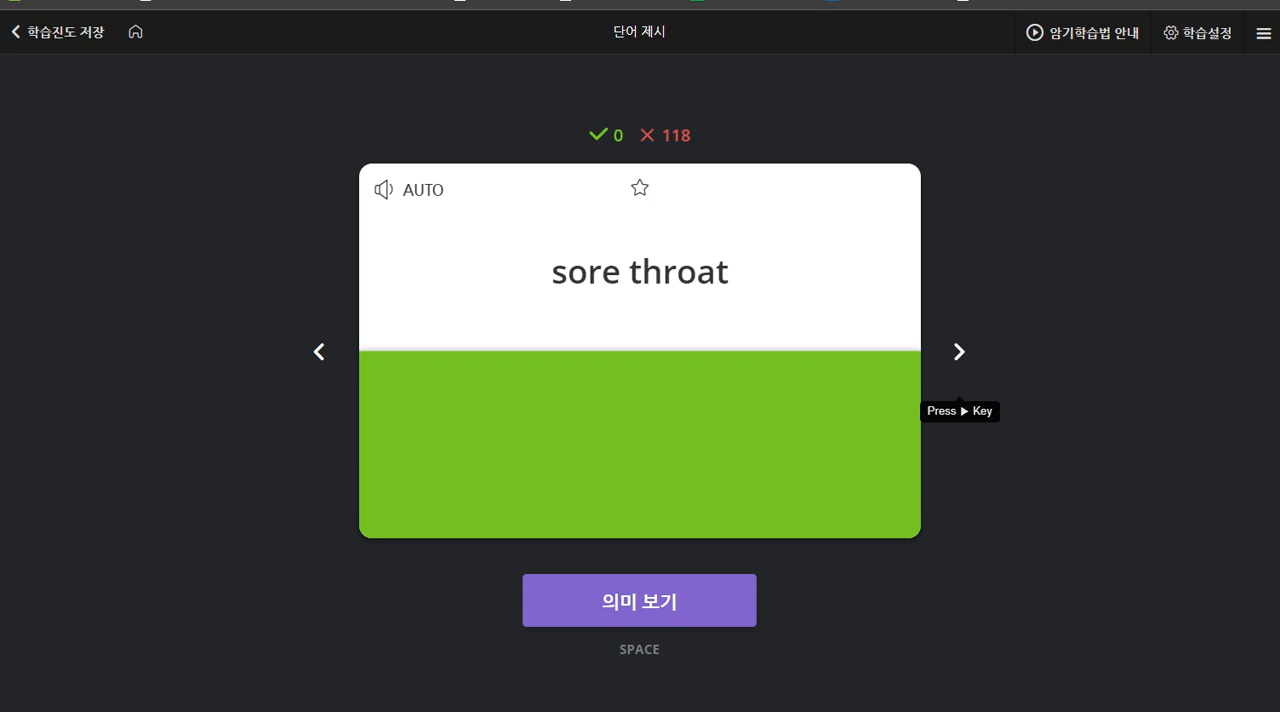 학습진도 저장
단어 제시
암기학습법 안내
학습설정
0
118
AUTO
sore throat
Press ▶ Key
의미 보기
SPACE